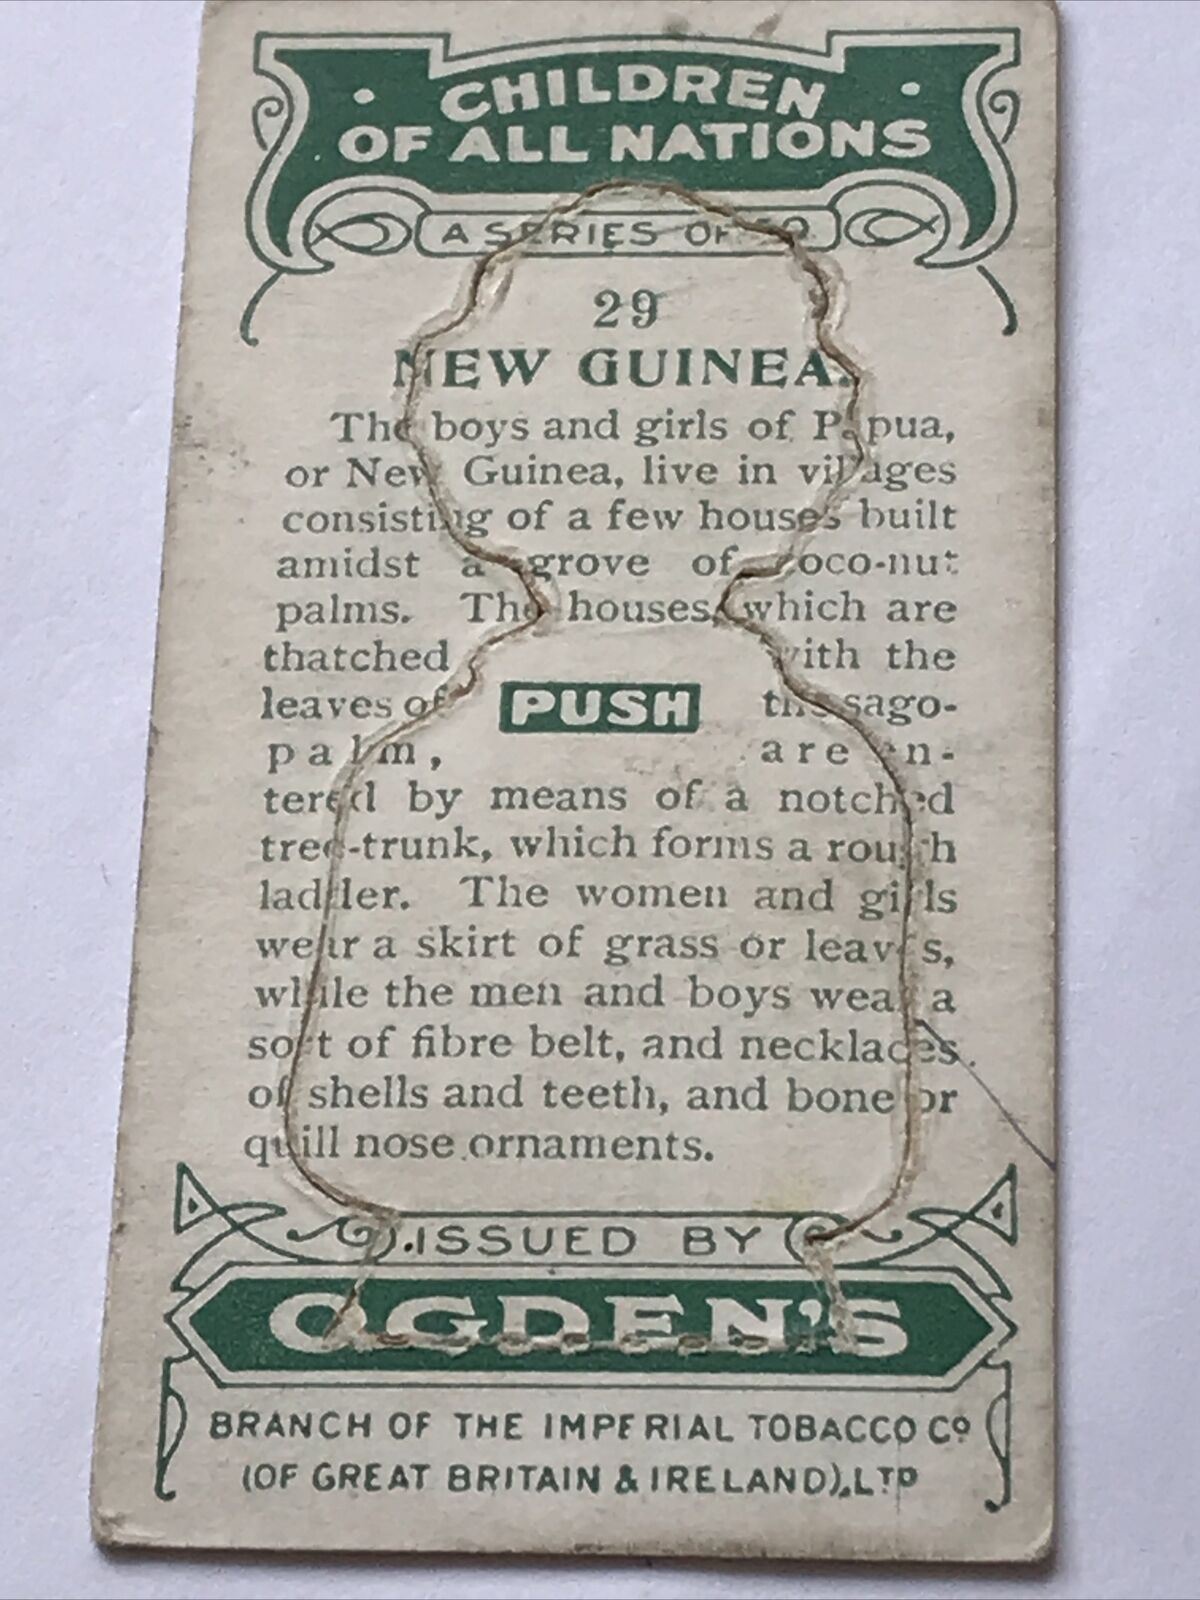 CHILDREN
OF ALL NATIONS
A SERIES OF 50
29
NEW GUINEA.
The boys and girls of Papua,
or New Guinea, live in villages
consisting of a few houses built
amidst a grove of coco-nut
palms. The houses, which are
thatched with the
leaves of PUSH the sago-
palm, are en-
tered by means of a notched
tree-trunk, which forms a rough
ladder. The women and girls
wear a skirt of grass or leaves,
while the men and boys wear a
sort of fibre belt, and necklaces
of shells and teeth, and bone or
quill nose ornaments.
ISSUED BY
OGDEN'S
BRANCH OF THE IMPERIAL TOBACCO Cº
(OF GREAT BRITAIN & IRELAND), LTD